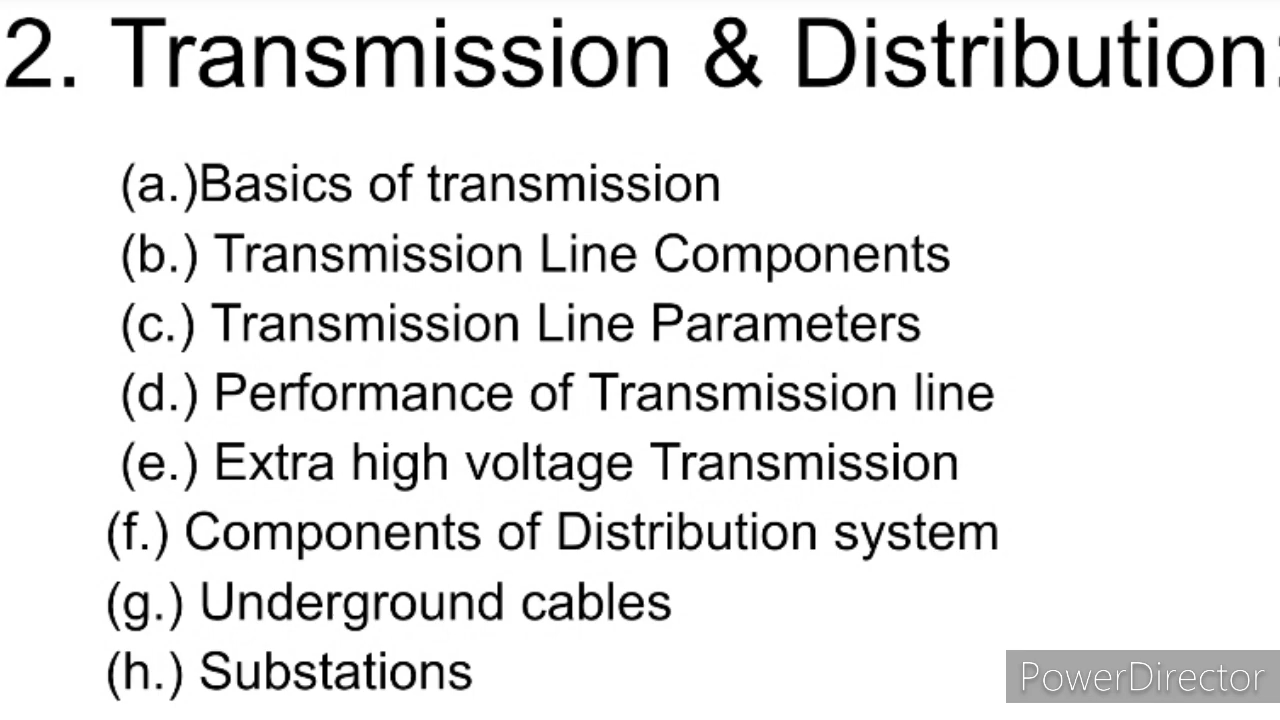 2. Transmission & Distribution:
(a.)Basics of transmission
(b.) Transmission Line Components
(c.) Transmission Line Parameters
(d.) Performance of Transmission line
(e.) Extra high voltage Transmission
(f.) Components of Distribution system
(g.) Underground cables
(h.) Substations
PowerDirector